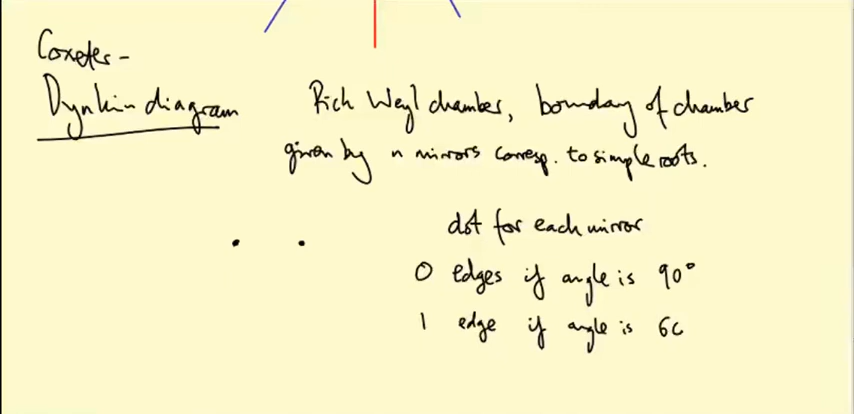 Coxeter-
Dynkin diagram
Pick Weyl chamber, boundary of chamber
given by n mirrors corresp. to simple roots.
dot for each mirror
0 edges if angle is 90°
1 edge if angle is 60